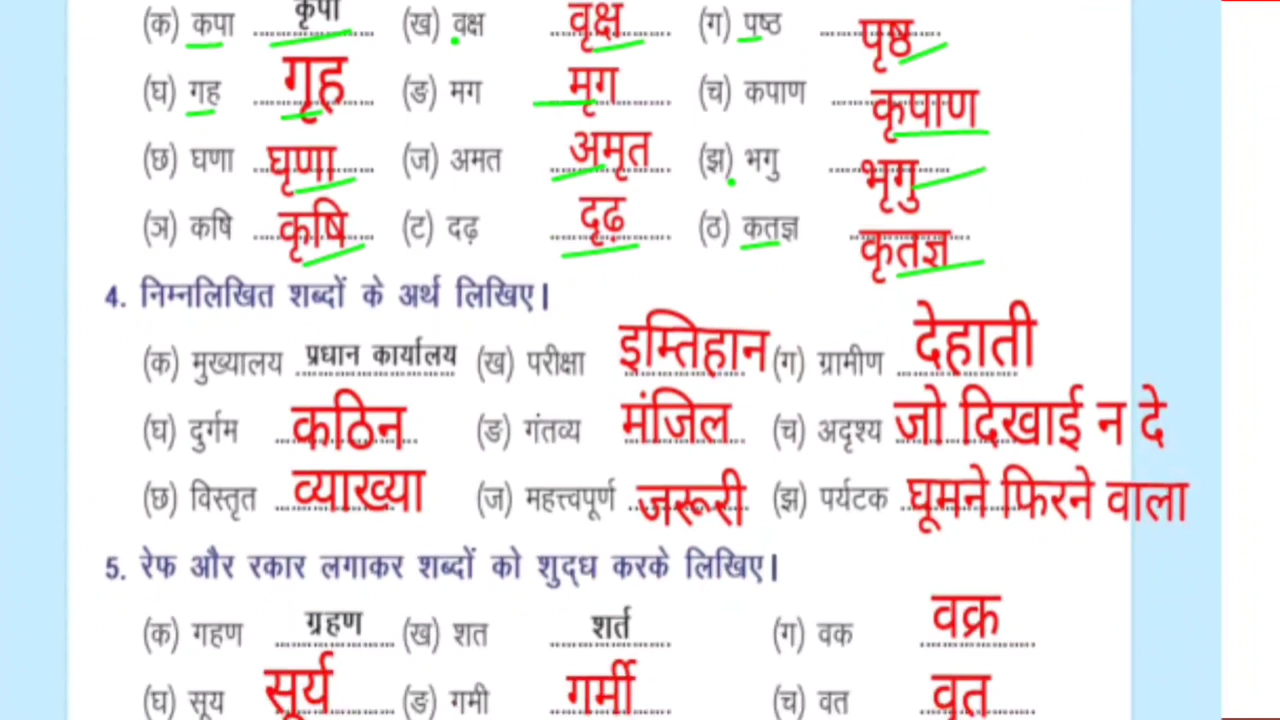 (क) कपा कृपा (ख) वक्ष वृक्ष (ग) पष्ठ पृष्ठ
(घ) गह गृह (ङ) मग मृग (च) कपाण कृपाण
(छ) घणा घृणा (ज) अमत अमृत (झ) भगु भृगु
(ञ) कषि कृषि (ट) दढ़ दृढ़ (ठ) कतज्ञ कृतज्ञ
4. निम्नलिखित शब्दों के अर्थ लिखिए।
(क) मुख्यालय प्रधान कार्यालय (ख) परीक्षा इम्तिहान (ग) ग्रामीण देहाती
(घ) दुर्गम कठिन (ङ) गंतव्य मंजिल (च) अदृश्य जो दिखाई न दे
(छ) विस्तृत व्याख्या (ज) महत्त्वपूर्ण जरूरी (झ) पर्यटक घूमने फिरने वाला
5. रेफ और रकार लगाकर शब्दों को शुद्ध करके लिखिए।
(क) गहण ग्रहण (ख) शत शर्त (ग) वक वक्र
(घ) सूय सूर्य (ङ) गमी गर्मी (च) वत